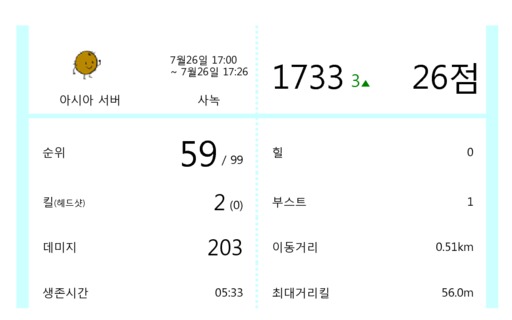 7월26일 17:00
~ 7월26일 17:26
아시아 서버
사녹
1733 3▲
26점
순위
59 / 99
킬(헤드샷)
2 (0)
데미지
203
생존시간
05:33
힐
0
부스트
1
이동거리
0.51km
최대거리킬
56.0m